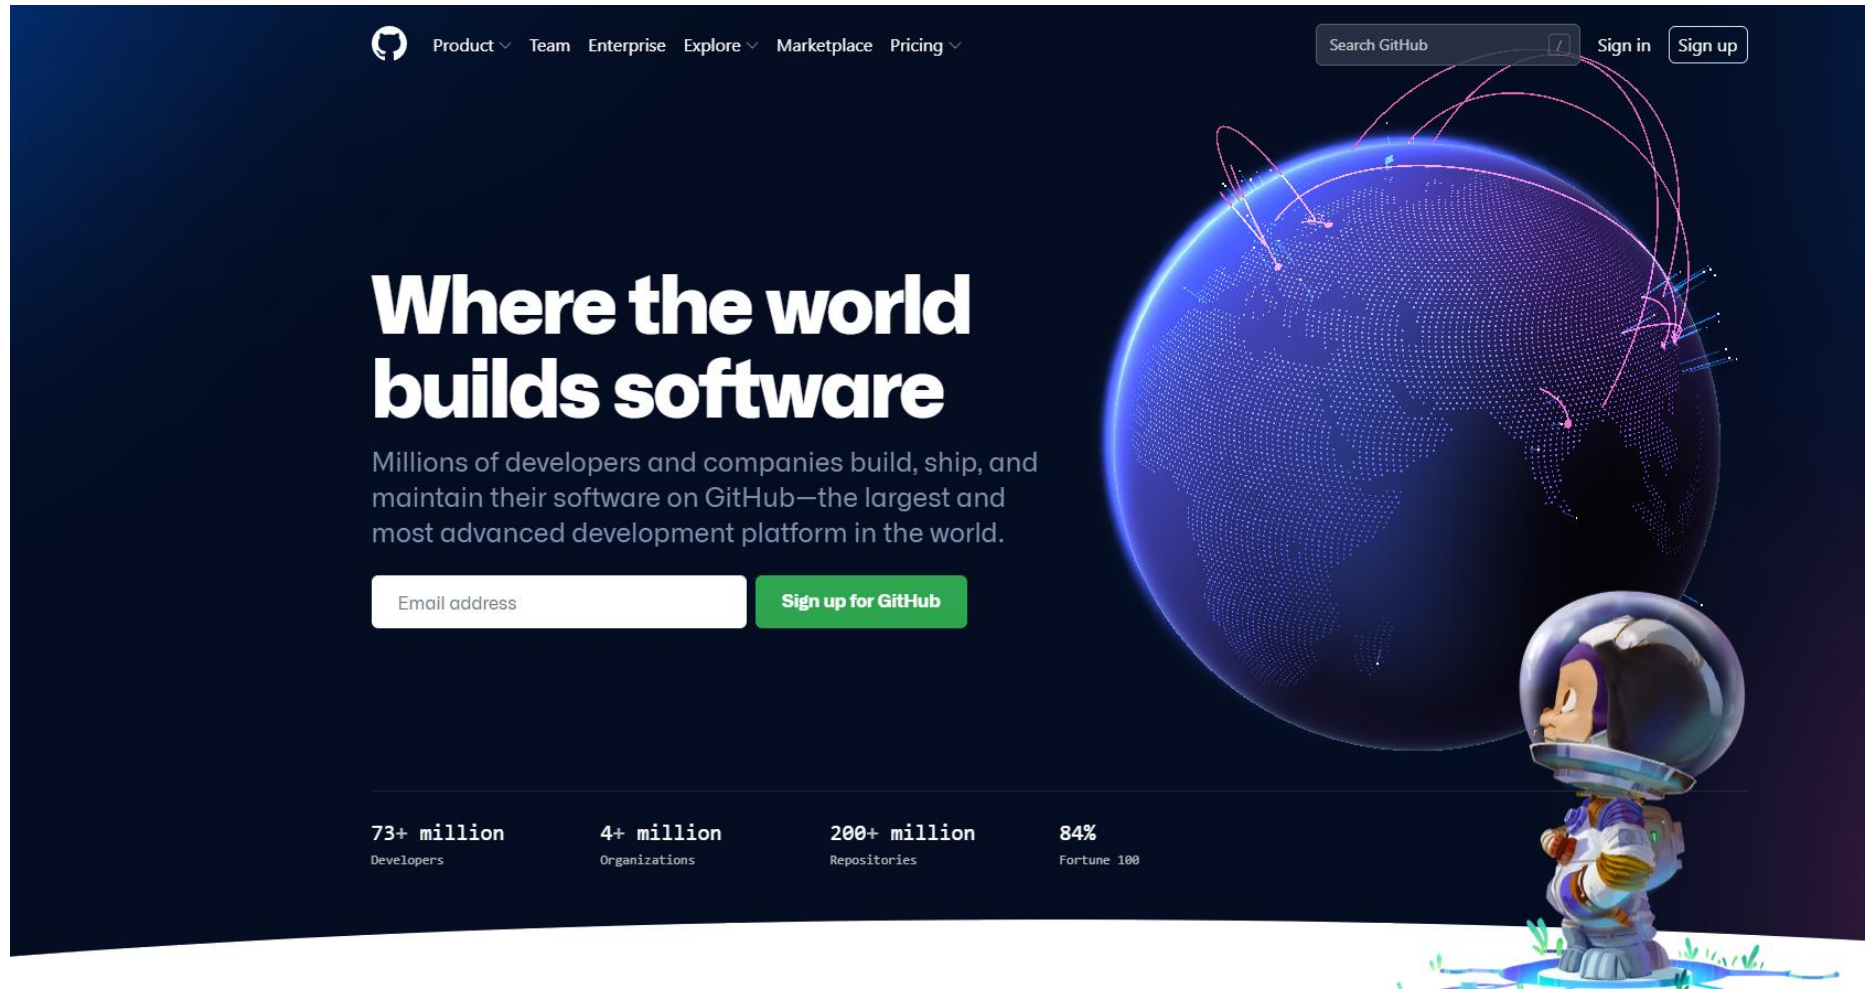 Product Team Enterprise Explore Marketplace Pricing Search GitHub / Sign in Sign up
Where the world
builds software
Millions of developers and companies build, ship, and
maintain their software on GitHub—the largest and
most advanced development platform in the world.
Email address Sign up for GitHub
73+ million 4+ million 200+ million 84%
Developers Organizations Repositories Fortune 100